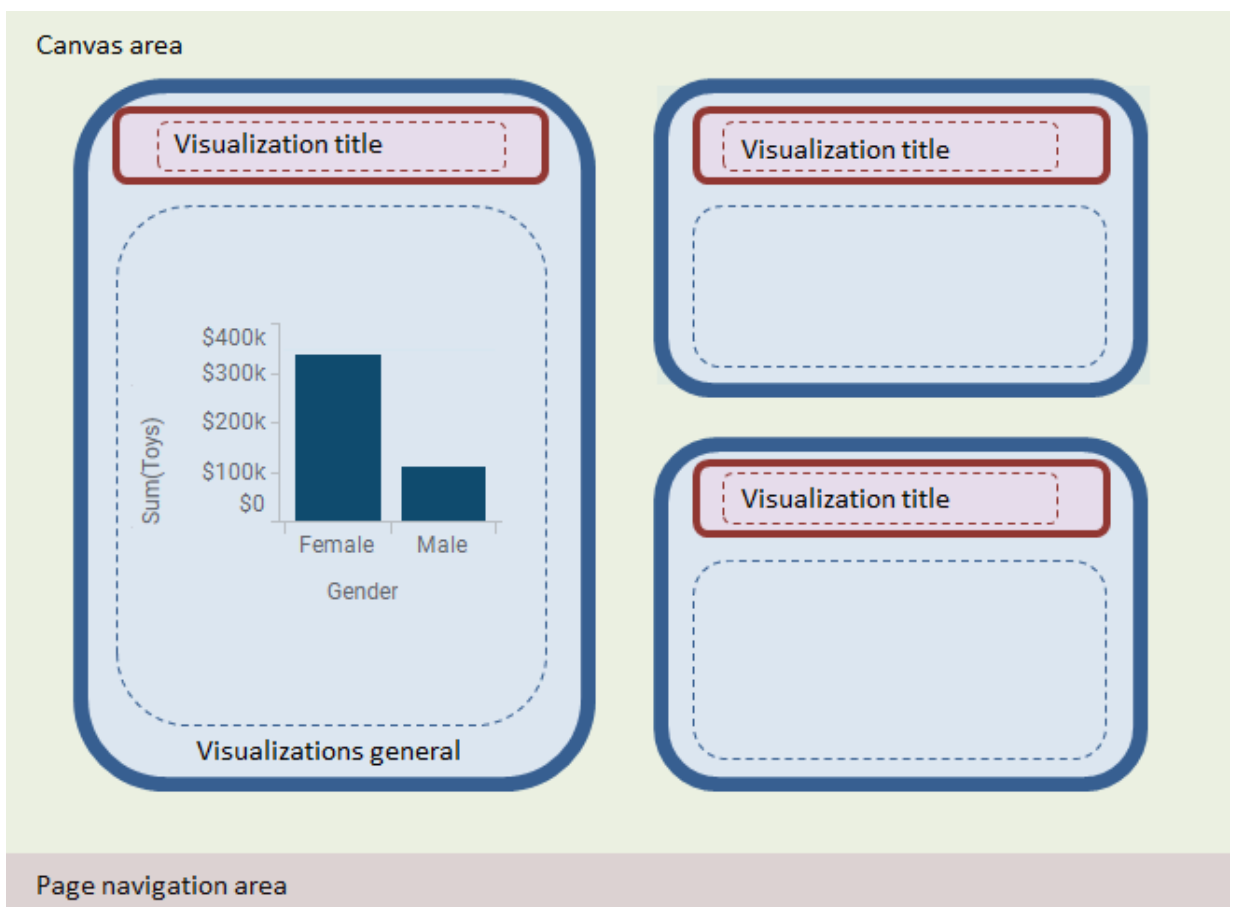 Canvas area
Visualization title
$400k
$300k
$200k
$100k
$0
Sum(Toys)
Female Male
Gender
Visualizations general
Visualization title
Visualization title
Page navigation area